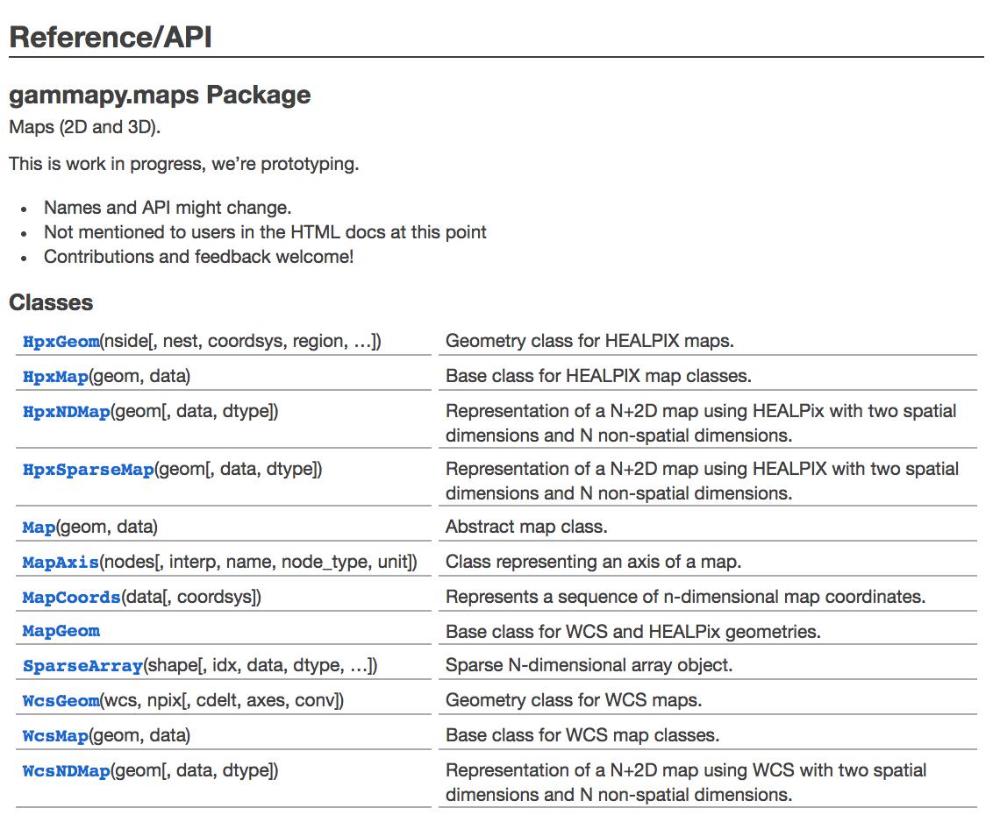 Reference/API
gammapy.maps Package
Maps (2D and 3D).
This is work in progress, we’re prototyping.
• Names and API might change.
• Not mentioned to users in the HTML docs at this point
• Contributions and feedback welcome!
Classes
HpxGeom(nside[, nest, coordsys, region, …]) Geometry class for HEALPIX maps.
HpxMap(geom, data) Base class for HEALPIX map classes.
HpxNDMap(geom[, data, dtype]) Representation of a N+2D map using HEALPix with two spatial
dimensions and N non-spatial dimensions.
HpxSparseMap(geom[, data, dtype]) Representation of a N+2D map using HEALPIX with two spatial
dimensions and N non-spatial dimensions.
Map(geom, data) Abstract map class.
MapAxis(nodes[, interp, name, node_type, unit]) Class representing an axis of a map.
MapCoords(data[, coordsys]) Represents a sequence of n-dimensional map coordinates.
MapGeom Base class for WCS and HEALPix geometries.
SparseArray(shape[, idx, data, dtype, …]) Sparse N-dimensional array object.
WcsGeom(wcs, npix[, cdelt, axes, conv]) Geometry class for WCS maps.
WcsMap(geom, data) Base class for WCS map classes.
WcsNDMap(geom[, data, dtype]) Representation of a N+2D map using WCS with two spatial
dimensions and N non-spatial dimensions.